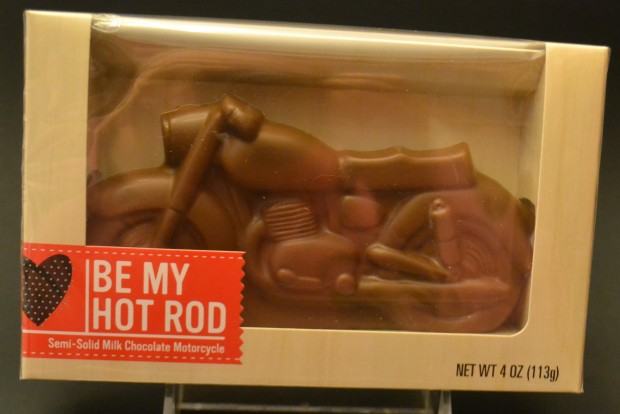 BE MY
HOT ROD
Semi-Solid Milk Chocolate Motorcycle
NET WT 4 OZ (113g)